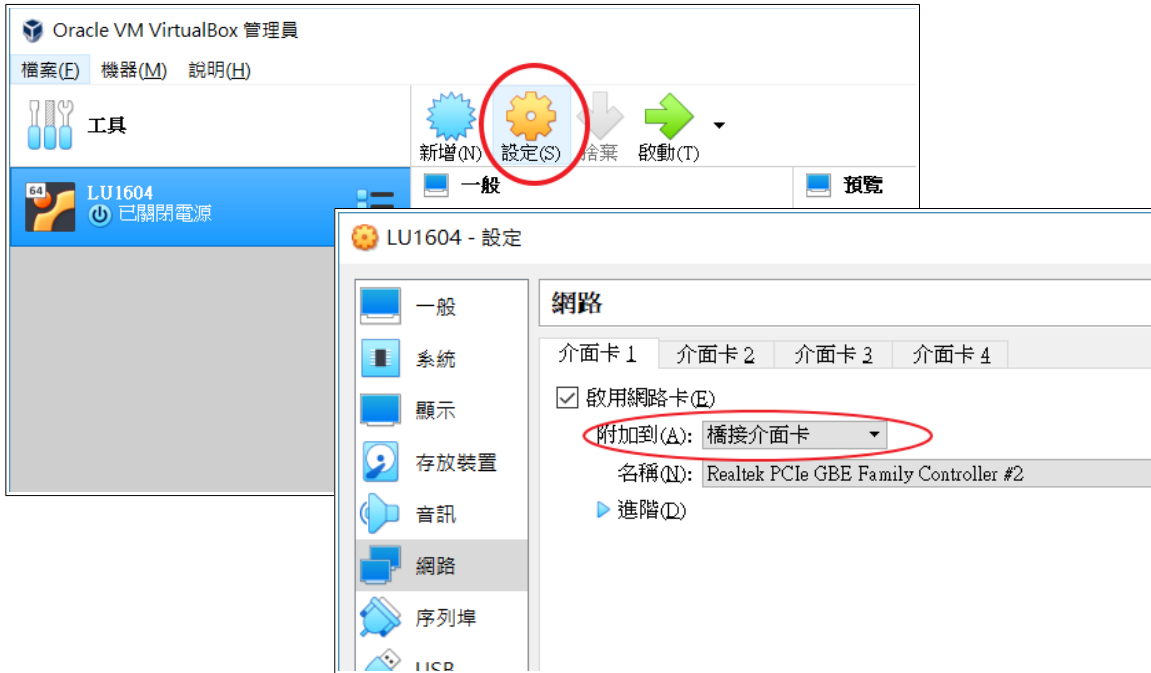 Oracle VM VirtualBox 管理員
檔案(F) 機器(M) 說明(H)
工具
新增(N) 設定(S) 捨棄 啟動(T)
64
LU1604
已關閉電源
一般
預覽
LU1604 - 設定
一般
系統
顯示
存放裝置
音訊
網路
序列埠
USB
網路
介面卡 1 介面卡 2 介面卡 3 介面卡 4
啟用網路卡(E)
附加到(A): 橋接介面卡
名稱(N): Realtek PCIe GBE Family Controller #2
進階(D)